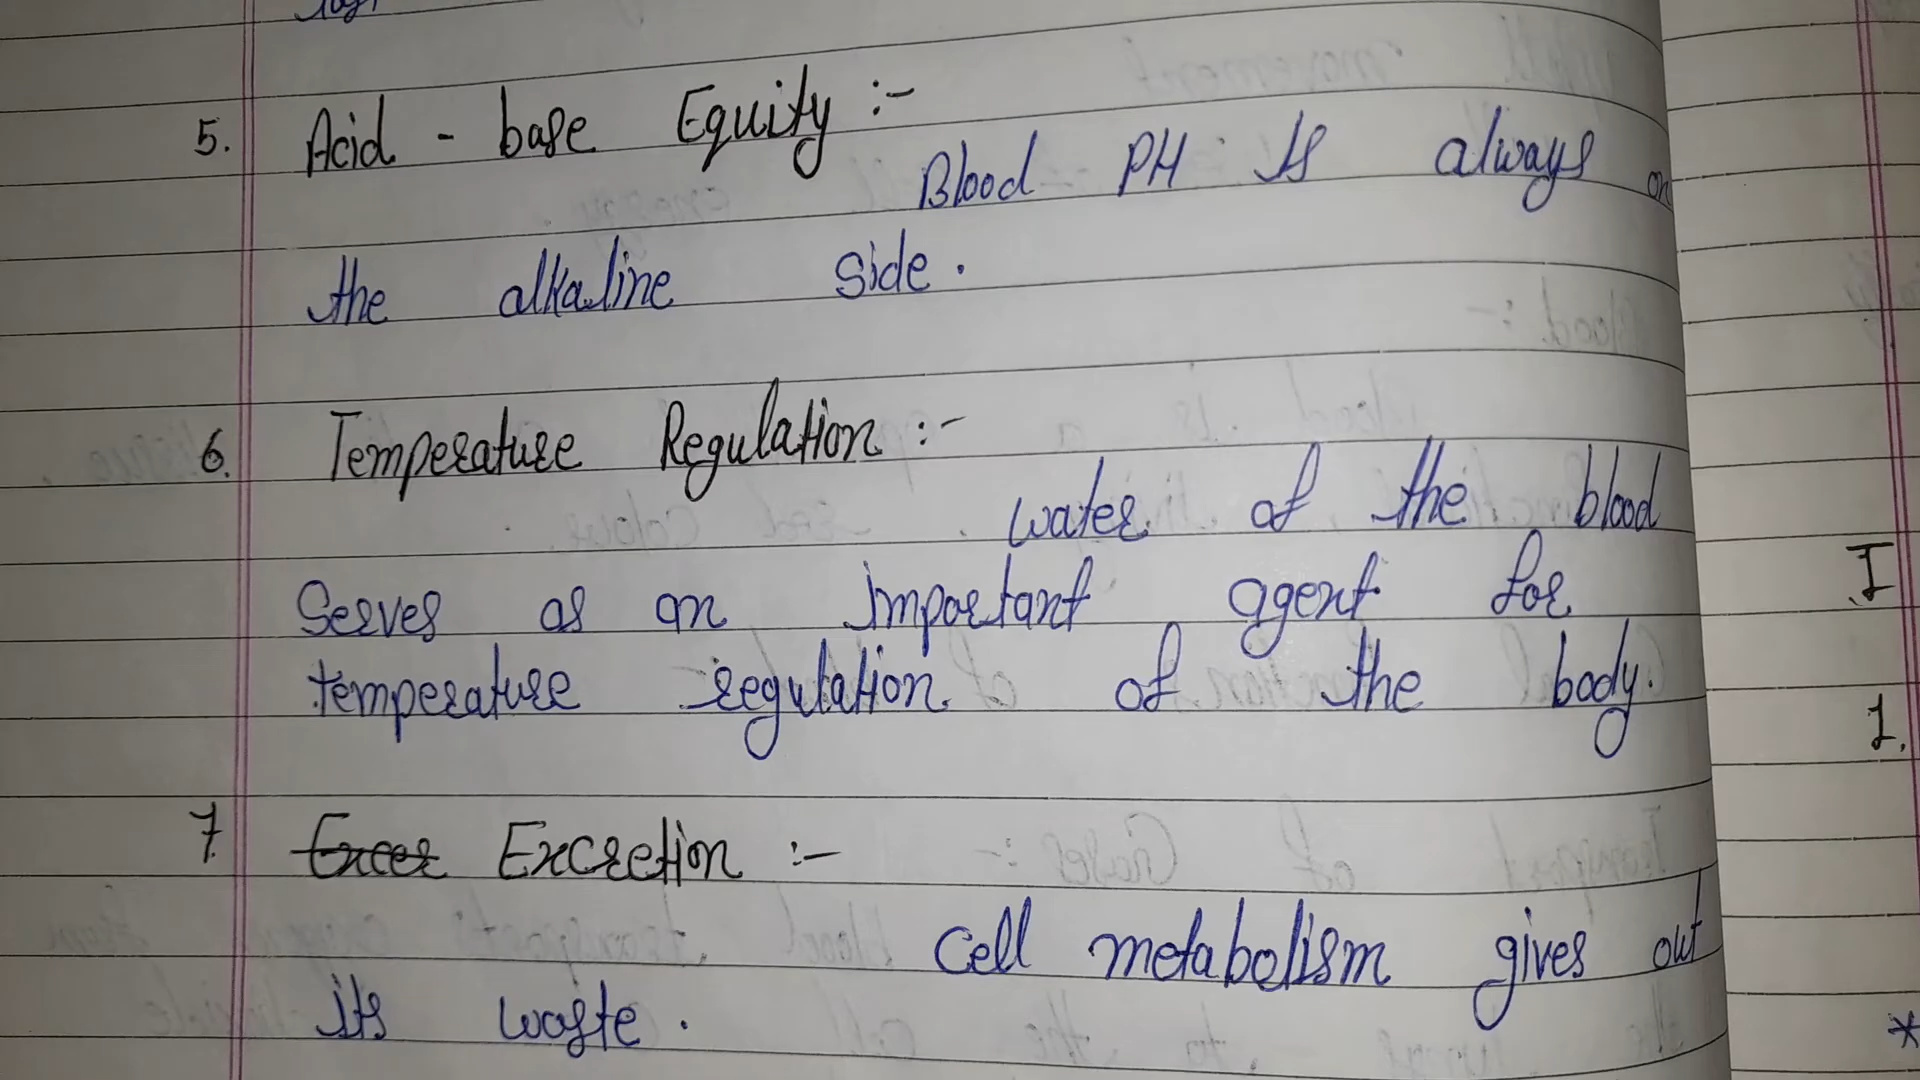 5. Acid - base Equity :-
Blood PH Is always on
the alkaline side.
6. Temperature Regulation :-
water of the blood
Serves as an Important agent for
temperature regulation of the body.
7. Excer Excretion :-
Cell metabolism gives out
its waste.
I
1.
*